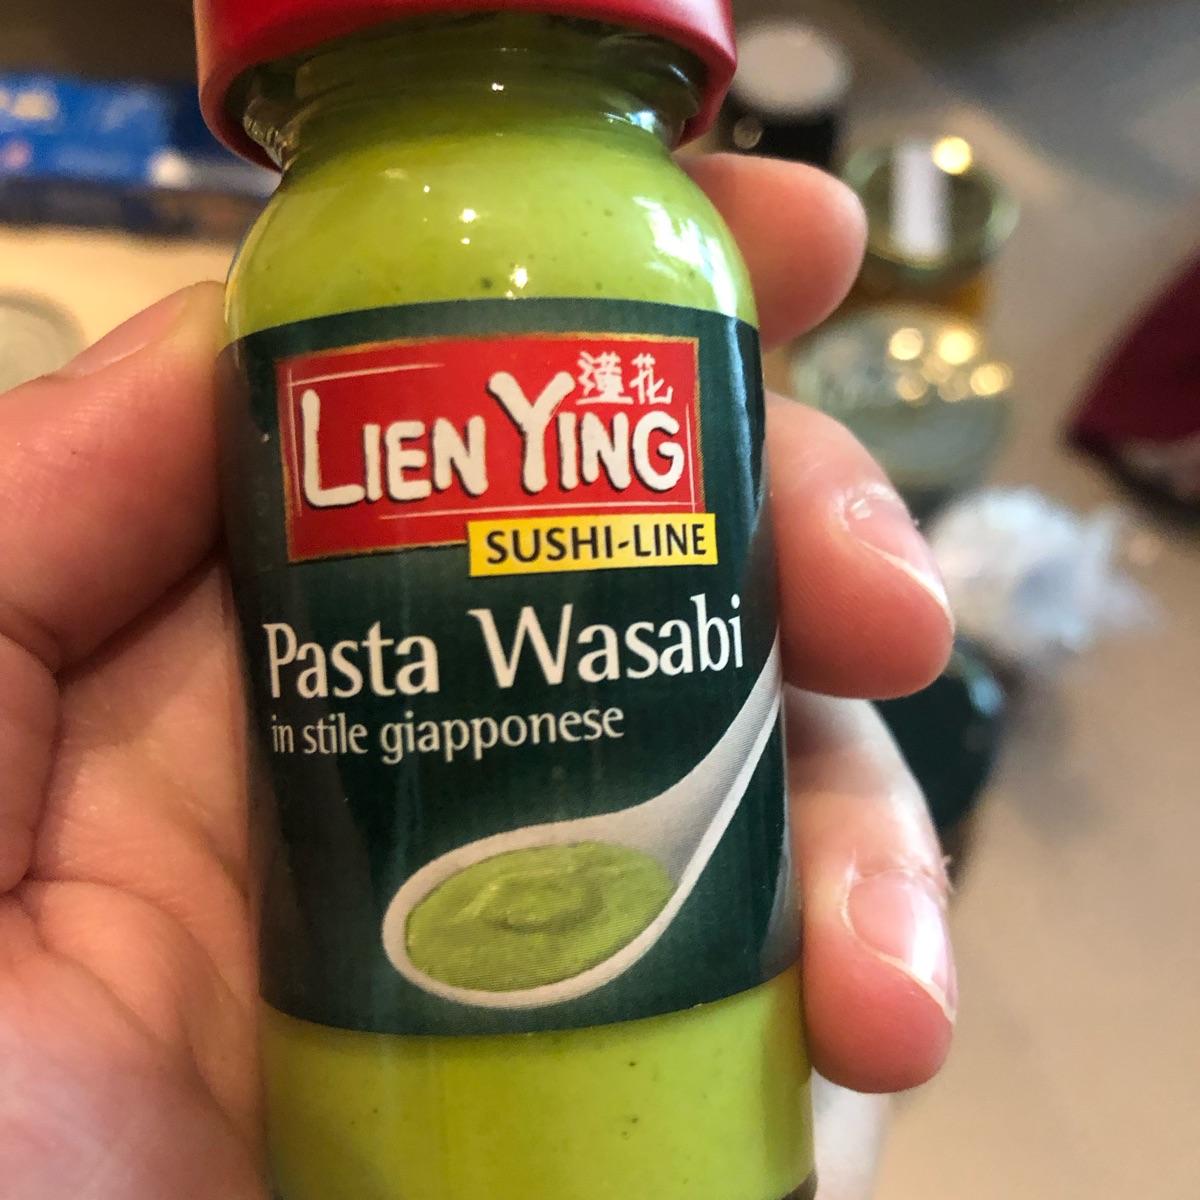 蓮花
LIEN YING
SUSHI-LINE
Pasta Wasabi
in stile giapponese